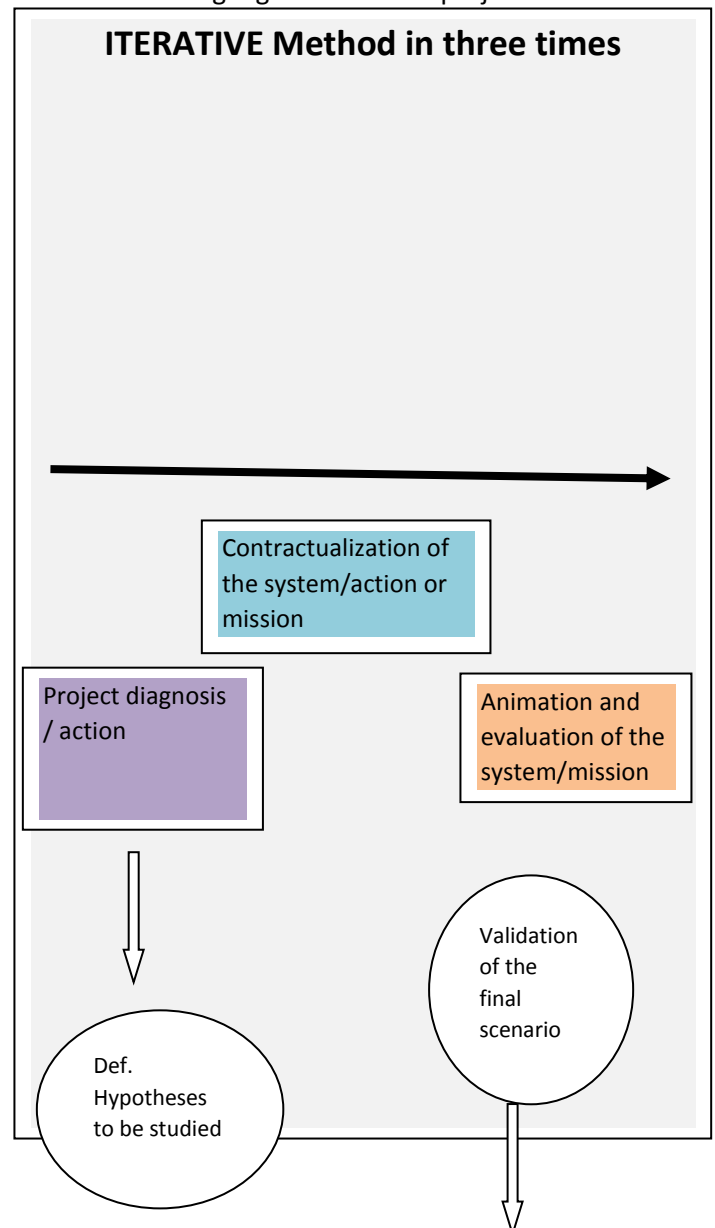 ITERATIVE Method in three times
Contractualization of
the system/action or
mission
Project diagnosis
/ action
Animation and
evaluation of the
system/mission
Validation
of the
final
scenario
Def.
Hypotheses
to be studied